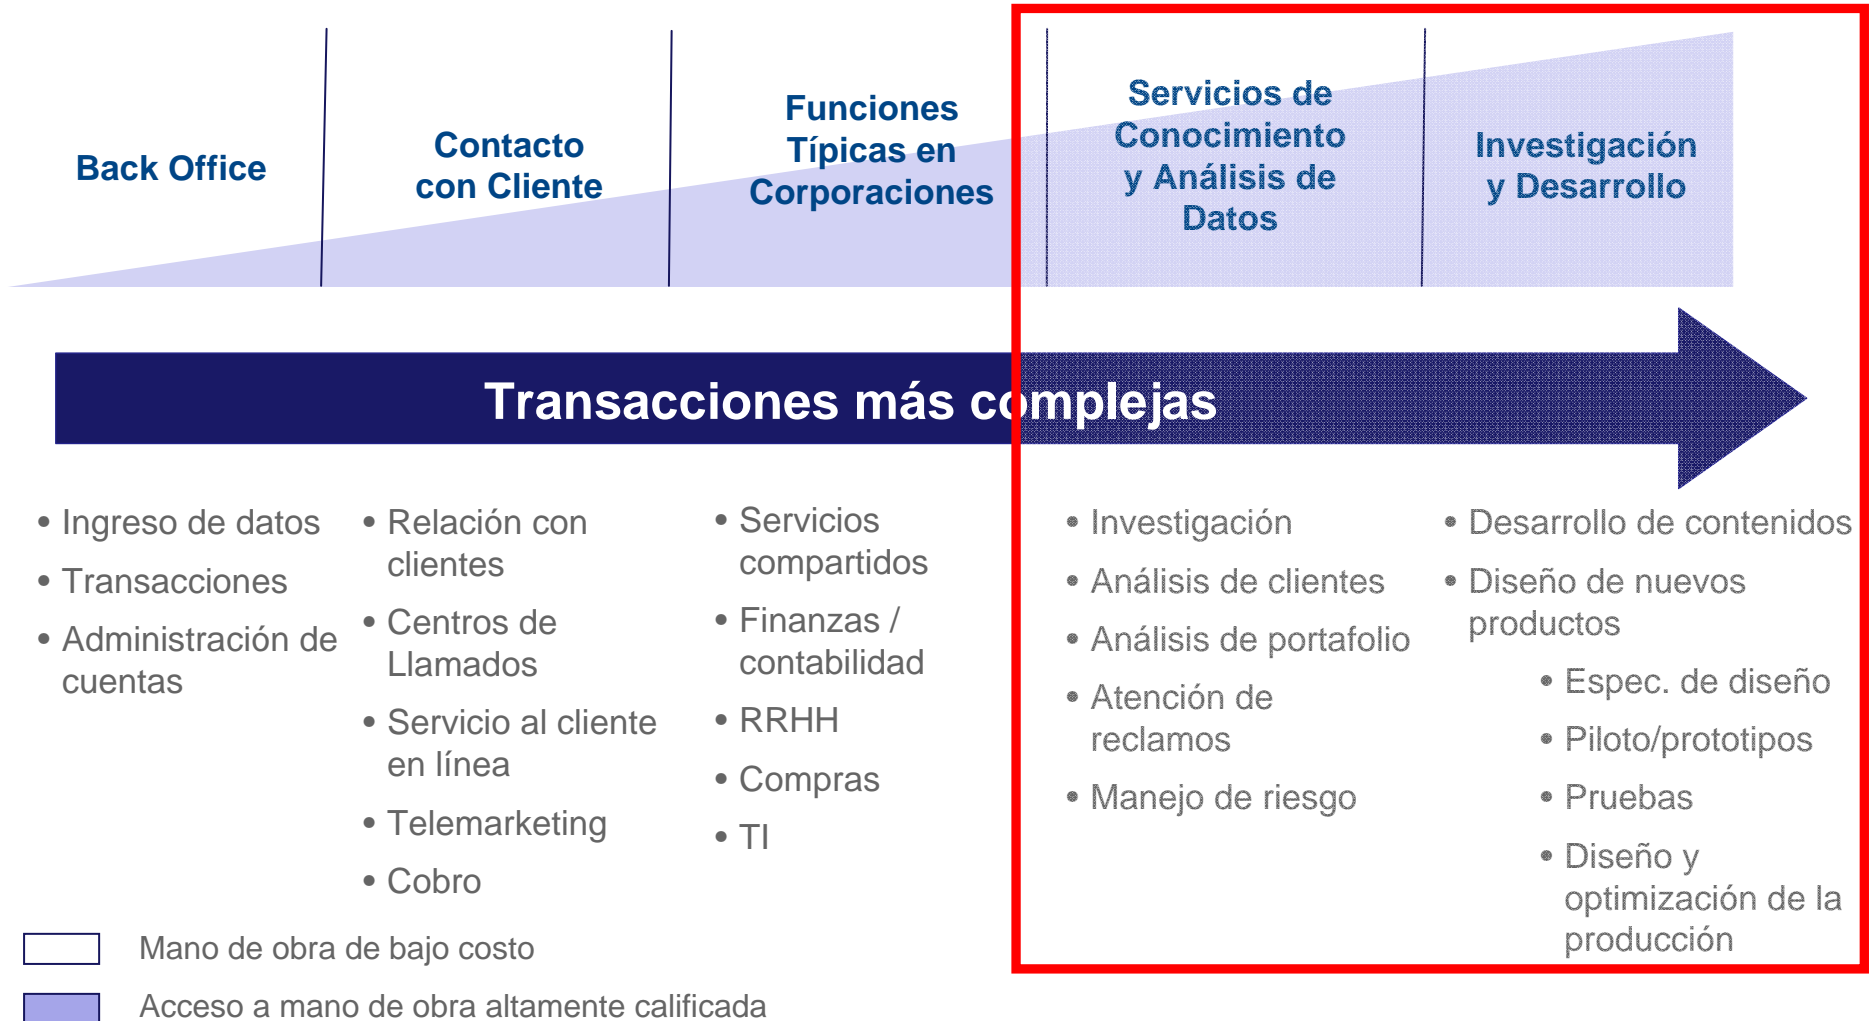 Back Office
Contacto
con Cliente
Funciones
Típicas en
Corporaciones
Servicios de
Conocimiento
y Análisis de
Datos
Investigación
y Desarrollo
Transacciones más complejas
• Ingreso de datos
• Transacciones
• Administración de
cuentas
• Relación con
clientes
• Centros de
Llamados
• Servicio al cliente
en línea
• Telemarketing
• Cobro
• Servicios
compartidos
• Finanzas /
contabilidad
• RRHH
• Compras
• TI
• Investigación
• Análisis de clientes
• Análisis de portafolio
• Atención de
reclamos
• Manejo de riesgo
• Desarrollo de contenidos
• Diseño de nuevos
productos
• Espec. de diseño
• Piloto/prototipos
• Pruebas
• Diseño y
optimización de la
producción
Mano de obra de bajo costo
Acceso a mano de obra altamente calificada